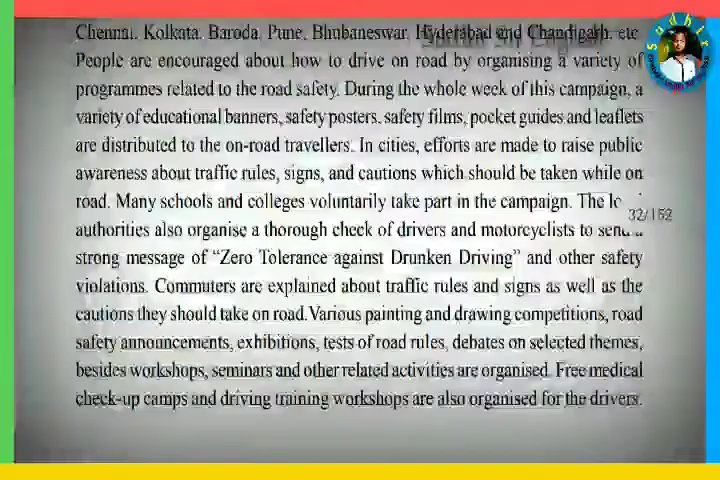 Chennai, Kolkata, Baroda, Pune, Bhubaneswar, Hyderabad and Chandigarh, etc
People are encouraged about how to drive on road by organising a variety of
programmes related to the road safety. During the whole week of this campaign, a
variety of educational banners, safety posters, safety films, pocket guides and leaflets
are distributed to the on-road travellers. In cities, efforts are made to raise public
awareness about traffic rules, signs, and cautions which should be taken while on
road. Many schools and colleges voluntarily take part in the campaign. The
32/152
authorities also organise a thorough check of drivers and motorcyclists to send a
strong message of “Zero Tolerance against Drunken Driving” and other safety
violations. Commuters are explained about traffic rules and signs as well as the
cautions they should take on road.Various painting and drawing competitions, road
safety announcements, exhibitions, tests of road rules, debates on selected themes,
besides workshops, seminars and other related activities are organised. Free medical
check-up camps and driving training workshops are also organised for the drivers.
Sudhir